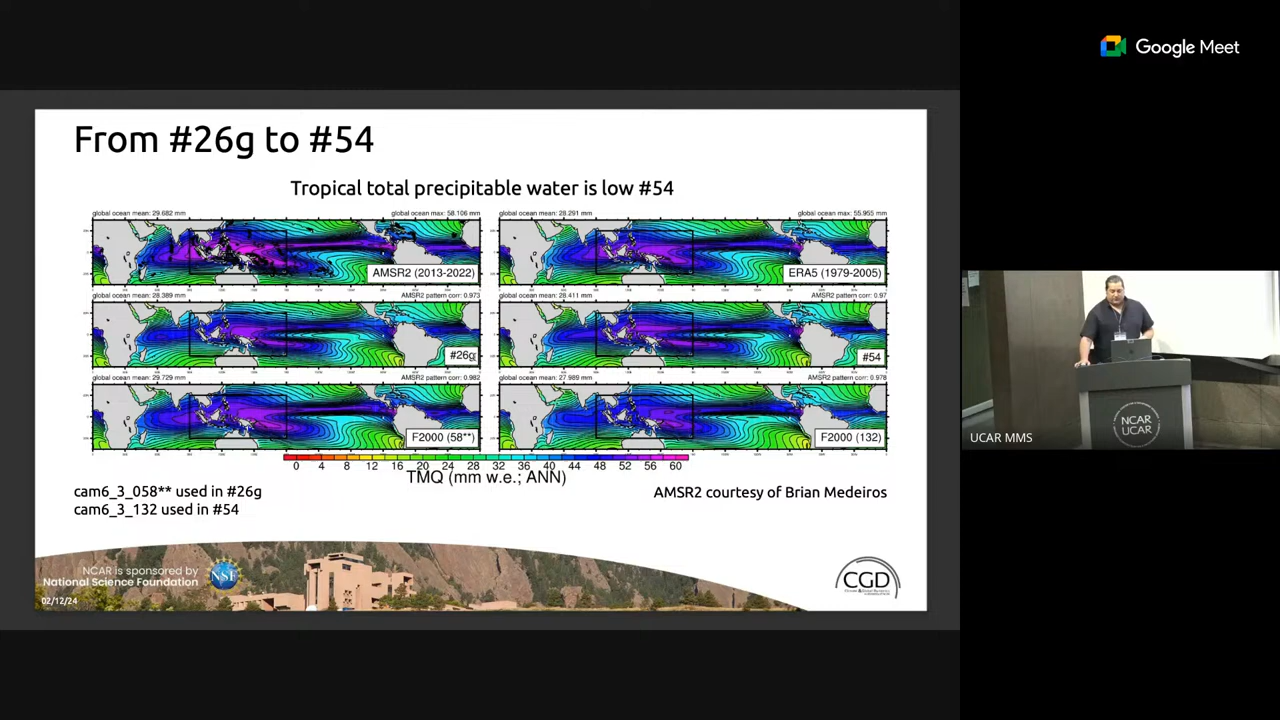 Google Meet
From #26g to #54
Tropical total precipitable water is low #54
global ocean mean: 29.682 mm
global ocean max: 58.106 mm
global ocean mean: 28.291 mm
global ocean max: 55.955 mm
AMSR2 (2013-2022)
ERA5 (1979-2005)
global ocean mean: 28.389 mm
AMSR2 pattern corr: 0.973
global ocean mean: 28.411 mm
AMSR2 pattern corr: 0.97
#26g
#54
global ocean mean: 29.729 mm
AMSR2 pattern corr: 0.982
global ocean mean: 27.989 mm
AMSR2 pattern corr: 0.978
F2000 (58**)
F2000 (132)
0 4 8 12 16 20 24 28 32 36 40 44 48 52 56 60
TMQ (mm w.e.; ANN)
cam6_3_058** used in #26g
cam6_3_132 used in #54
AMSR2 courtesy of Brian Medeiros
NCAR is sponsored by
National Science Foundation
NSF
02/12/24
CGD
NCAR
UCAR
UCAR MMS